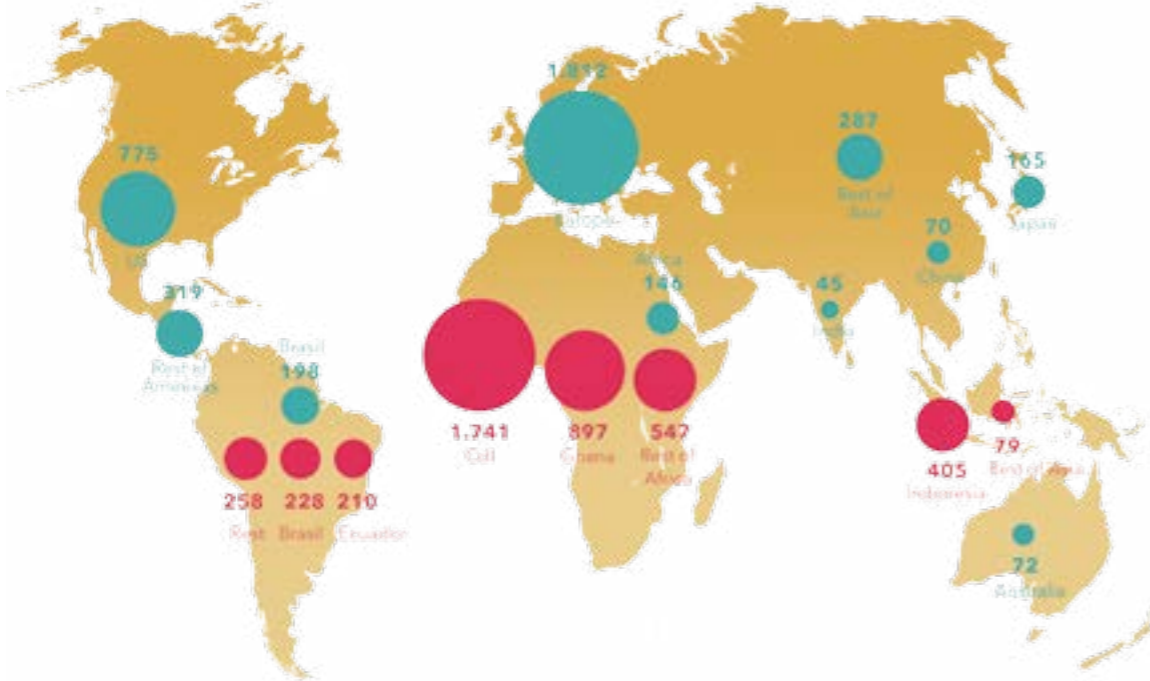 775
US
319
Rest of
Americas
Brasil
198
258
Rest
228
Brasil
210
Ecuador
1.812
Europe
Africa
146
1.741
CdI
897
Ghana
547
Rest of
Africa
287
Rest of
Asia
165
Japan
70
China
45
India
405
Indonesia
79
Rest of Asia
72
Australia